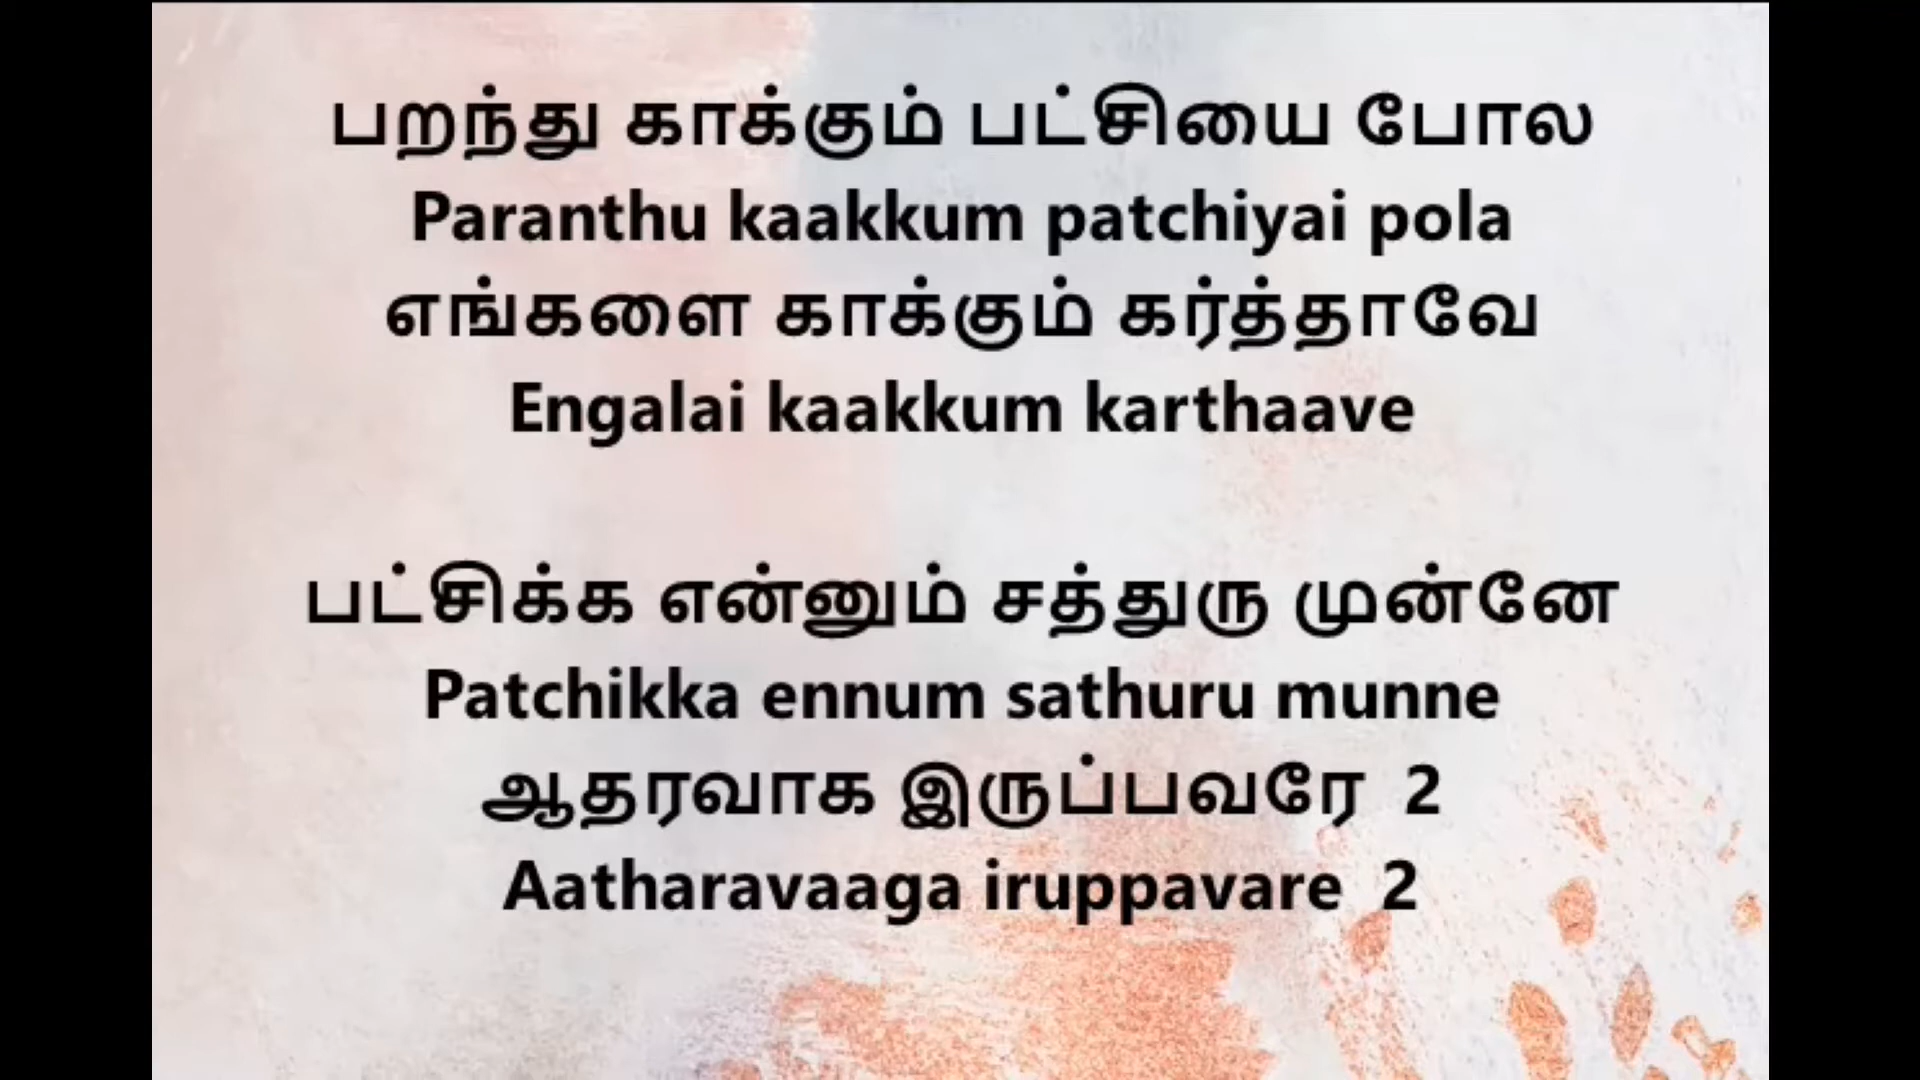 பறந்து காக்கும் பட்சியை போல
Paranthu kaakkum patchiyai pola
எங்களை காக்கும் கர்த்தாவே
Engalai kaakkum karthaave
பட்சிக்க என்னும் சத்துரு முன்னே
Patchikka ennum sathuru munne
ஆதரவாக இருப்பவரே 2
Aatharavaaga iruppavare 2